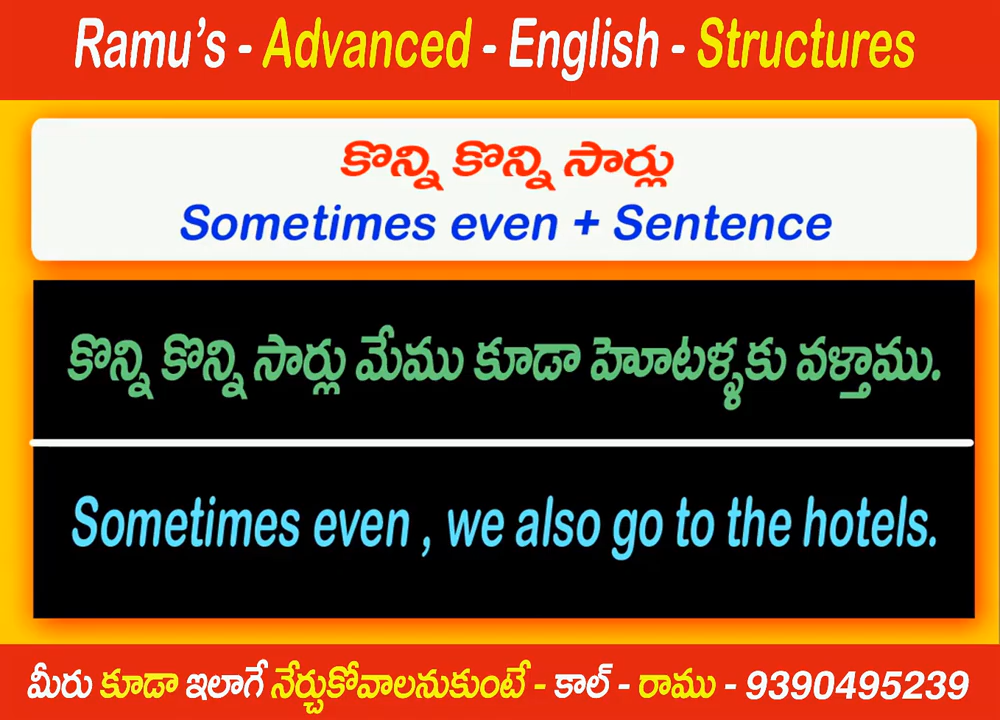 Ramu's - Advanced - English - Structures
కొన్ని కొన్ని సార్లు
Sometimes even + Sentence
కొన్ని కొన్ని సార్లు మేము కూడా హెూటళ్ళకు వళ్తాము.
Sometimes even , we also go to the hotels.
మీరు కూడా ఇలాగే నేర్చుకోవాలనుకుంటే - కాల్ - రాము - 9390495239